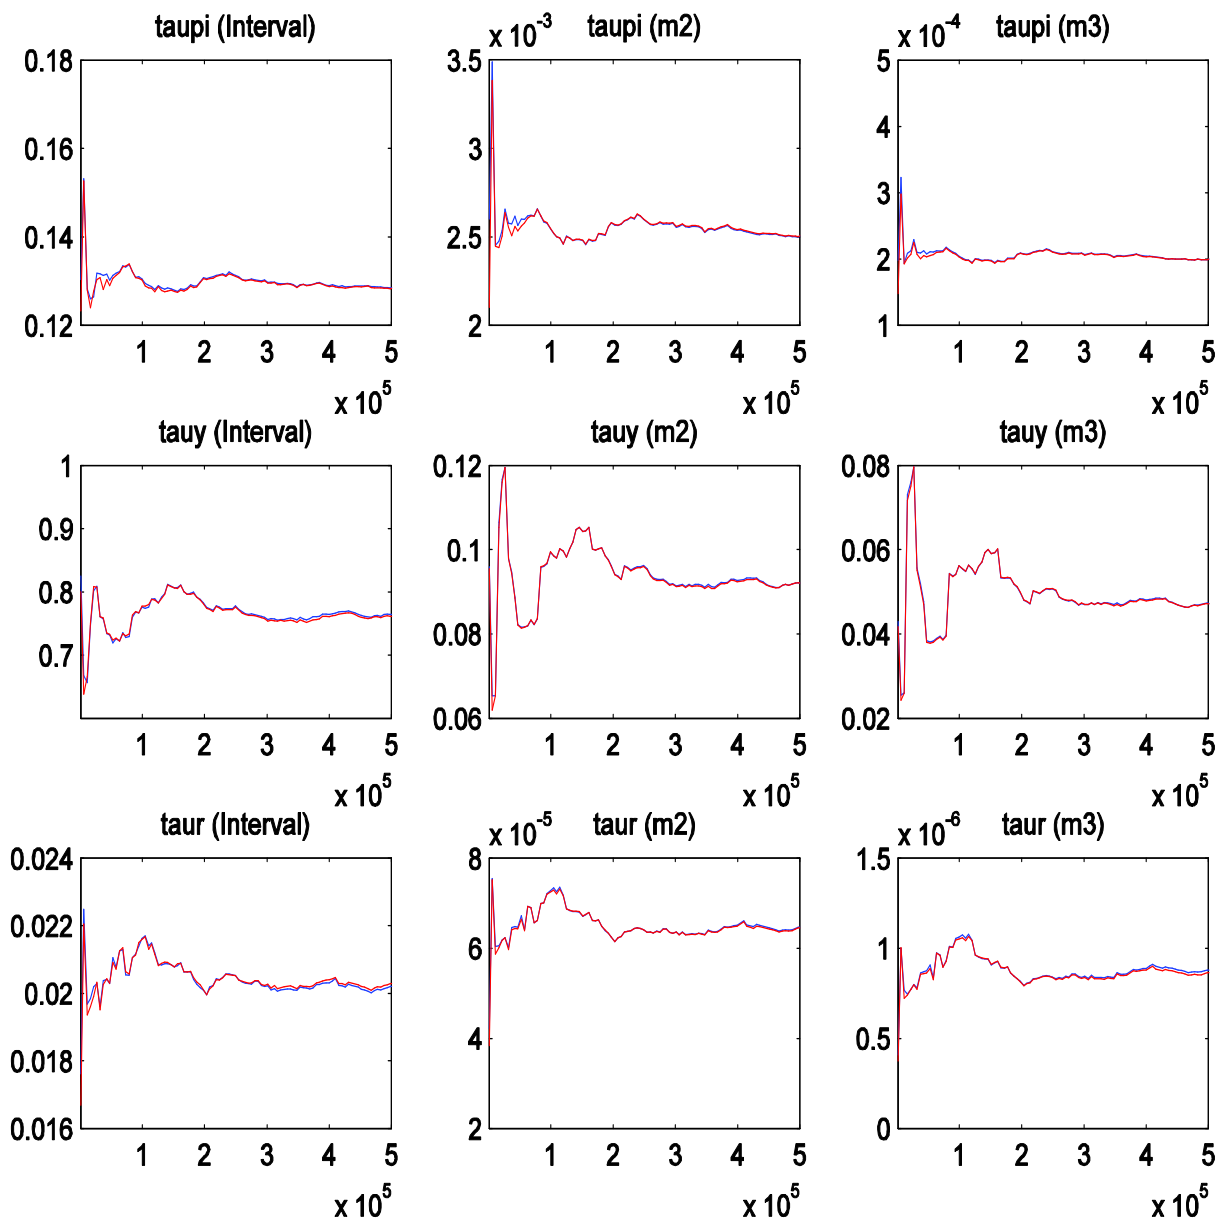 taupi (Interval)
0.18
0.16
0.14
0.12
1 2 3 4 5
x 10^5
x 10^-3
taupi (m2)
3.5
3
2.5
2
1 2 3 4 5
x 10^5
x 10^-4
taupi (m3)
5
4
3
2
1
1 2 3 4 5
x 10^5
tauy (Interval)
1
0.9
0.8
0.7
1 2 3 4 5
x 10^5
tauy (m2)
0.12
0.1
0.08
0.06
1 2 3 4 5
x 10^5
tauy (m3)
0.08
0.06
0.04
0.02
1 2 3 4 5
x 10^5
taur (Interval)
0.024
0.022
0.02
0.018
0.016
1 2 3 4 5
x 10^5
x 10^-5
taur (m2)
8
6
4
2
1 2 3 4 5
x 10^5
x 10^-6
taur (m3)
1.5
1
0.5
0
1 2 3 4 5
x 10^5